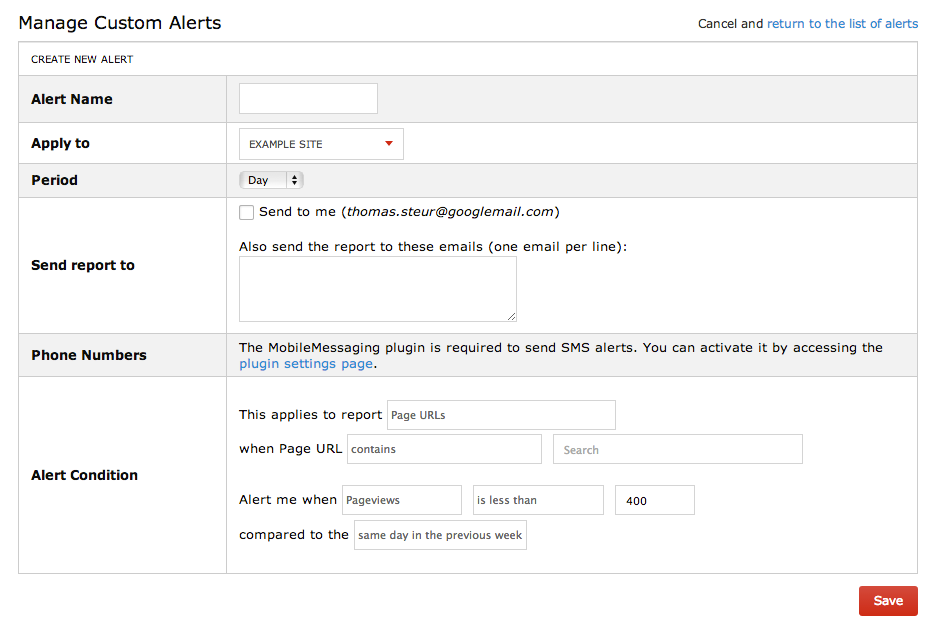 Manage Custom Alerts
Cancel and return to the list of alerts
CREATE NEW ALERT
Alert Name
Apply to
EXAMPLE SITE
Period
Day
Send report to
Send to me (thomas.steur@googlemail.com)
Also send the report to these emails (one email per line):
Phone Numbers
The MobileMessaging plugin is required to send SMS alerts. You can activate it by accessing the
plugin settings page.
Alert Condition
This applies to report Page URLs
when Page URL contains Search
Alert me when Pageviews is less than 400
compared to the same day in the previous week
Save